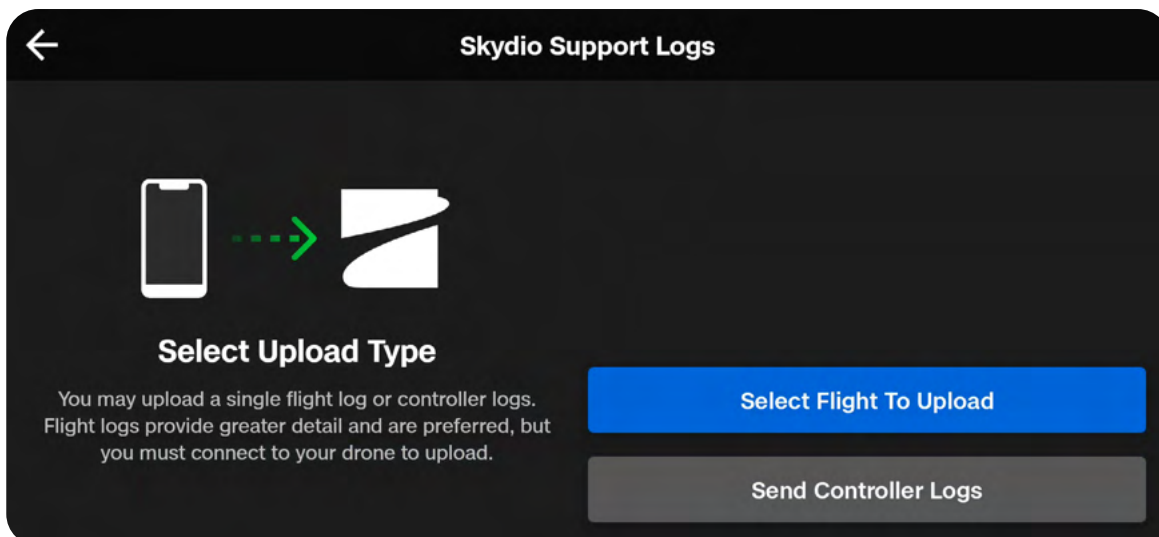 Skydio Support Logs
Select Upload Type
You may upload a single flight log or controller logs.
Flight logs provide greater detail and are preferred, but
you must connect to your drone to upload.
Select Flight To Upload
Send Controller Logs